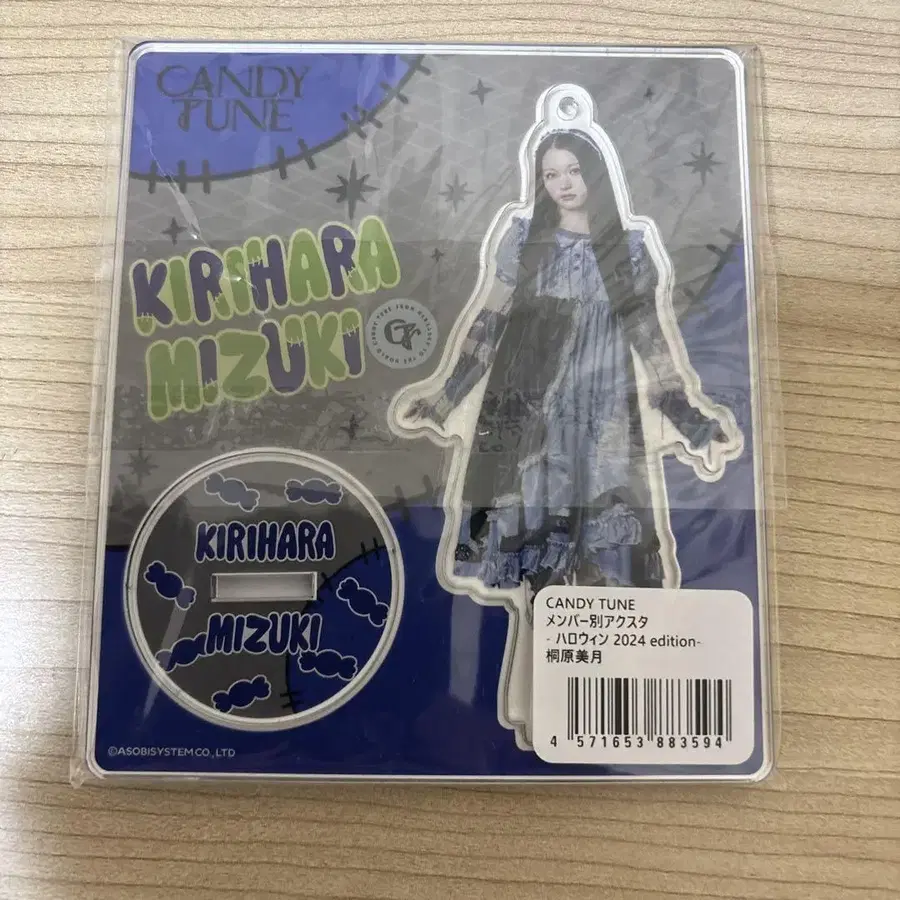 CANDY
TUNE
KIRIHARA
MIZUKI
KIRIHARA
MIZUKI
CANDY TUNE
メンバー別アクスタ
- ハロウィン 2024 edition-
桐原美月
4 571653 883594
©ASOBISYSTEM CO., LTD